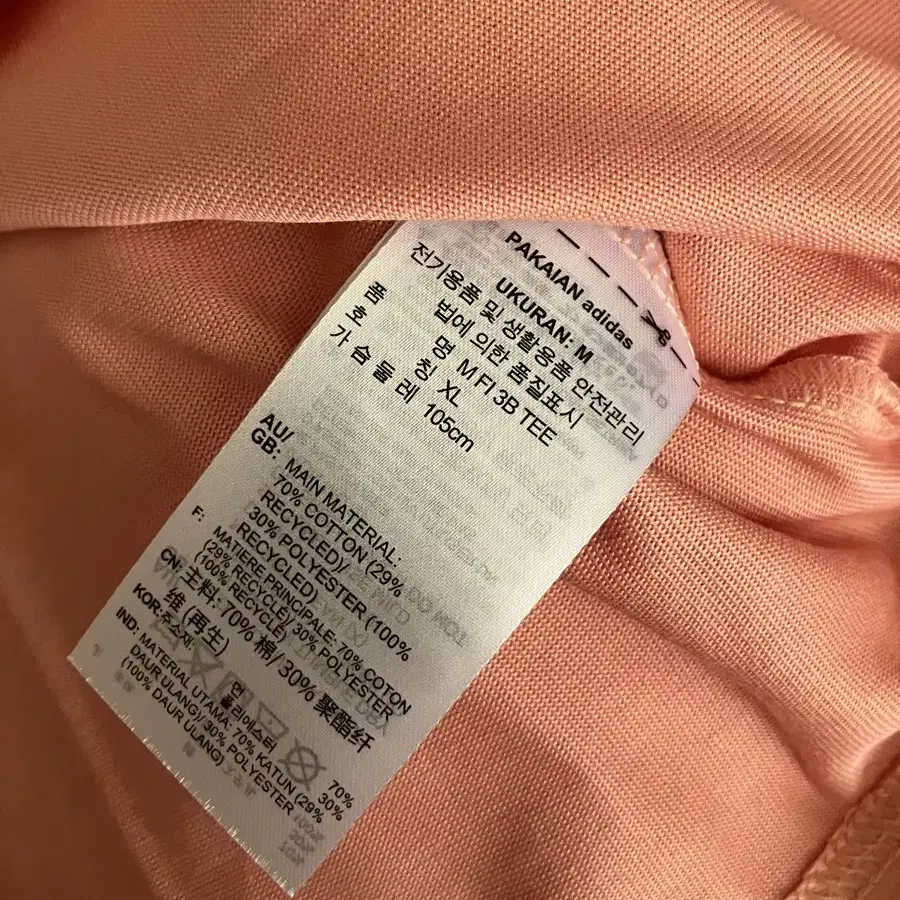 PAKAIAN adidas
UKURAN: M
전기용품 및 생활용품 안전관리
법에 의한 품질표시
품 명 M FI 3B TEE
호 칭 XL
가슴둘레 105cm
AU/
GB: MAIN MATERIAL:
70% COTTON (29%
RECYCLED)/
30% POLYESTER (100%
RECYCLED)
F: MATIERE PRINCIPALE: 70% COTON
(29% RECYCLE)/ 30% POLYESTER
(100% RECYCLE)
CN: 主料: 70% 棉/ 30% 聚酯纤
维 (再生)
KOR: 주소재:
면 70%
폴리에스터 30%
IND: MATERIAL UTAMA: 70% KATUN (29%
DAUR ULANG)/ 30% POLYESTER
(100% DAUR ULANG)